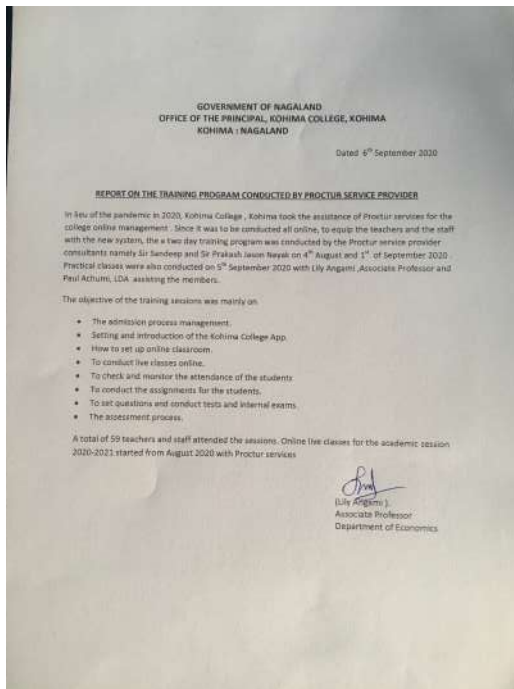 GOVERNMENT OF NAGALAND
OFFICE OF THE PRINCIPAL, KOHIMA COLLEGE, KOHIMA
KOHIMA : NAGALAND
Dated 6th September 2020
REPORT ON THE TRAINING PROGRAM CONDUCTED BY PROCTUR SERVICE PROVIDER
In lieu of the pandemic in 2020, Kohima College , Kohima took the assistance of Proctur services for the
college online management . Since it was to be conducted all online, to equip the teachers and the staff
with the new system, the a two day training program was conducted by the Proctur service provider
consultants namely Sir Sandeep and Sir Prakash Jason Nayak on 4th August and 1st of September 2020 .
Practical classes were also conducted on 5th September 2020 with Lily Angami ,Associate Professor and
Paul Achumi, LDA assisting the members.
The objective of the training sessions was mainly on
• The admission process management.
• Setting and introduction of the Kohima College App.
• How to set up online classroom.
• To conduct live classes online.
• To check and monitor the attendance of the students
• To conduct the assignments for the students.
• To set questions and conduct tests and internal exams.
• The assessment process.
A total of 59 teachers and staff attended the sessions. Online live classes for the academic session
2020-2021 started from August 2020 with Proctur services
(Lily Angami ).
Associate Professor
Department of Economics